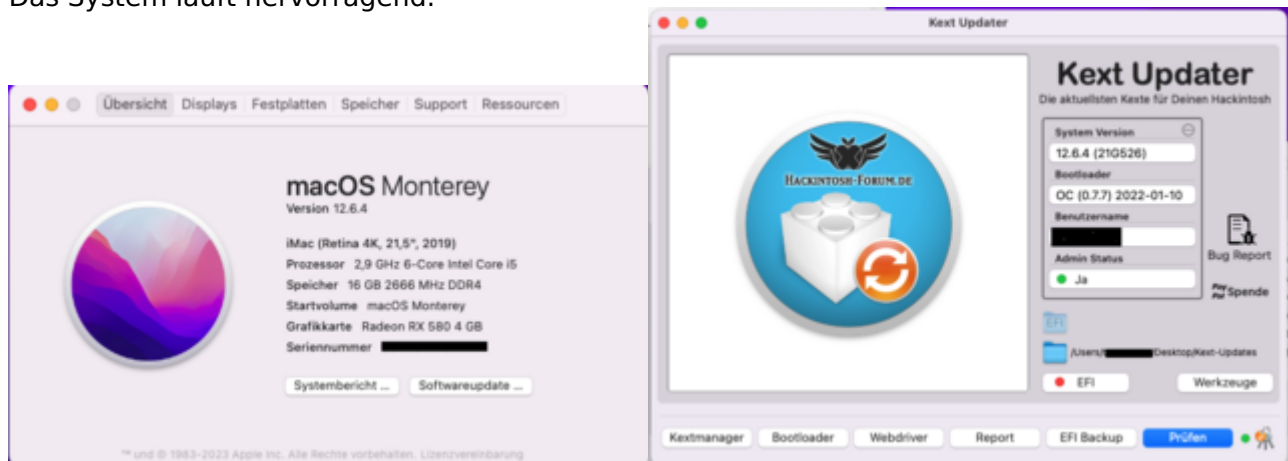 Das System läuft hervorragend.
Übersicht Displays Festplatten Speicher Support Ressourcen
macOS Monterey
Version 12.6.4
iMac (Retina 4K, 21,5", 2019)
Prozessor 2,9 GHz 6-Core Intel Core i5
Speicher 16 GB 2666 MHz DDR4
Startvolume macOS Monterey
Grafikkarte Radeon RX 580 4 GB
Seriennummer
Systembericht ... Softwareupdate ...
™ und © 1983-2023 Apple Inc. Alle Rechte vorbehalten. Lizenzvereinbarung
Kext Updater
HACKINTOSH-FORUM.DE
Kext Updater
Die aktuellsten Kexte für Deinen Hackintosh
System Version
12.6.4 (21G526)
Bootloader
OC (0.7.7) 2022-01-10
Benutzername
Admin Status
Ja
Bug Report
PayPal Spende
EFI
/Users/ Desktop/Kext-Updates
EFI Werkzeuge
Kextmanager Bootloader Webdriver Report EFI Backup Prüfen